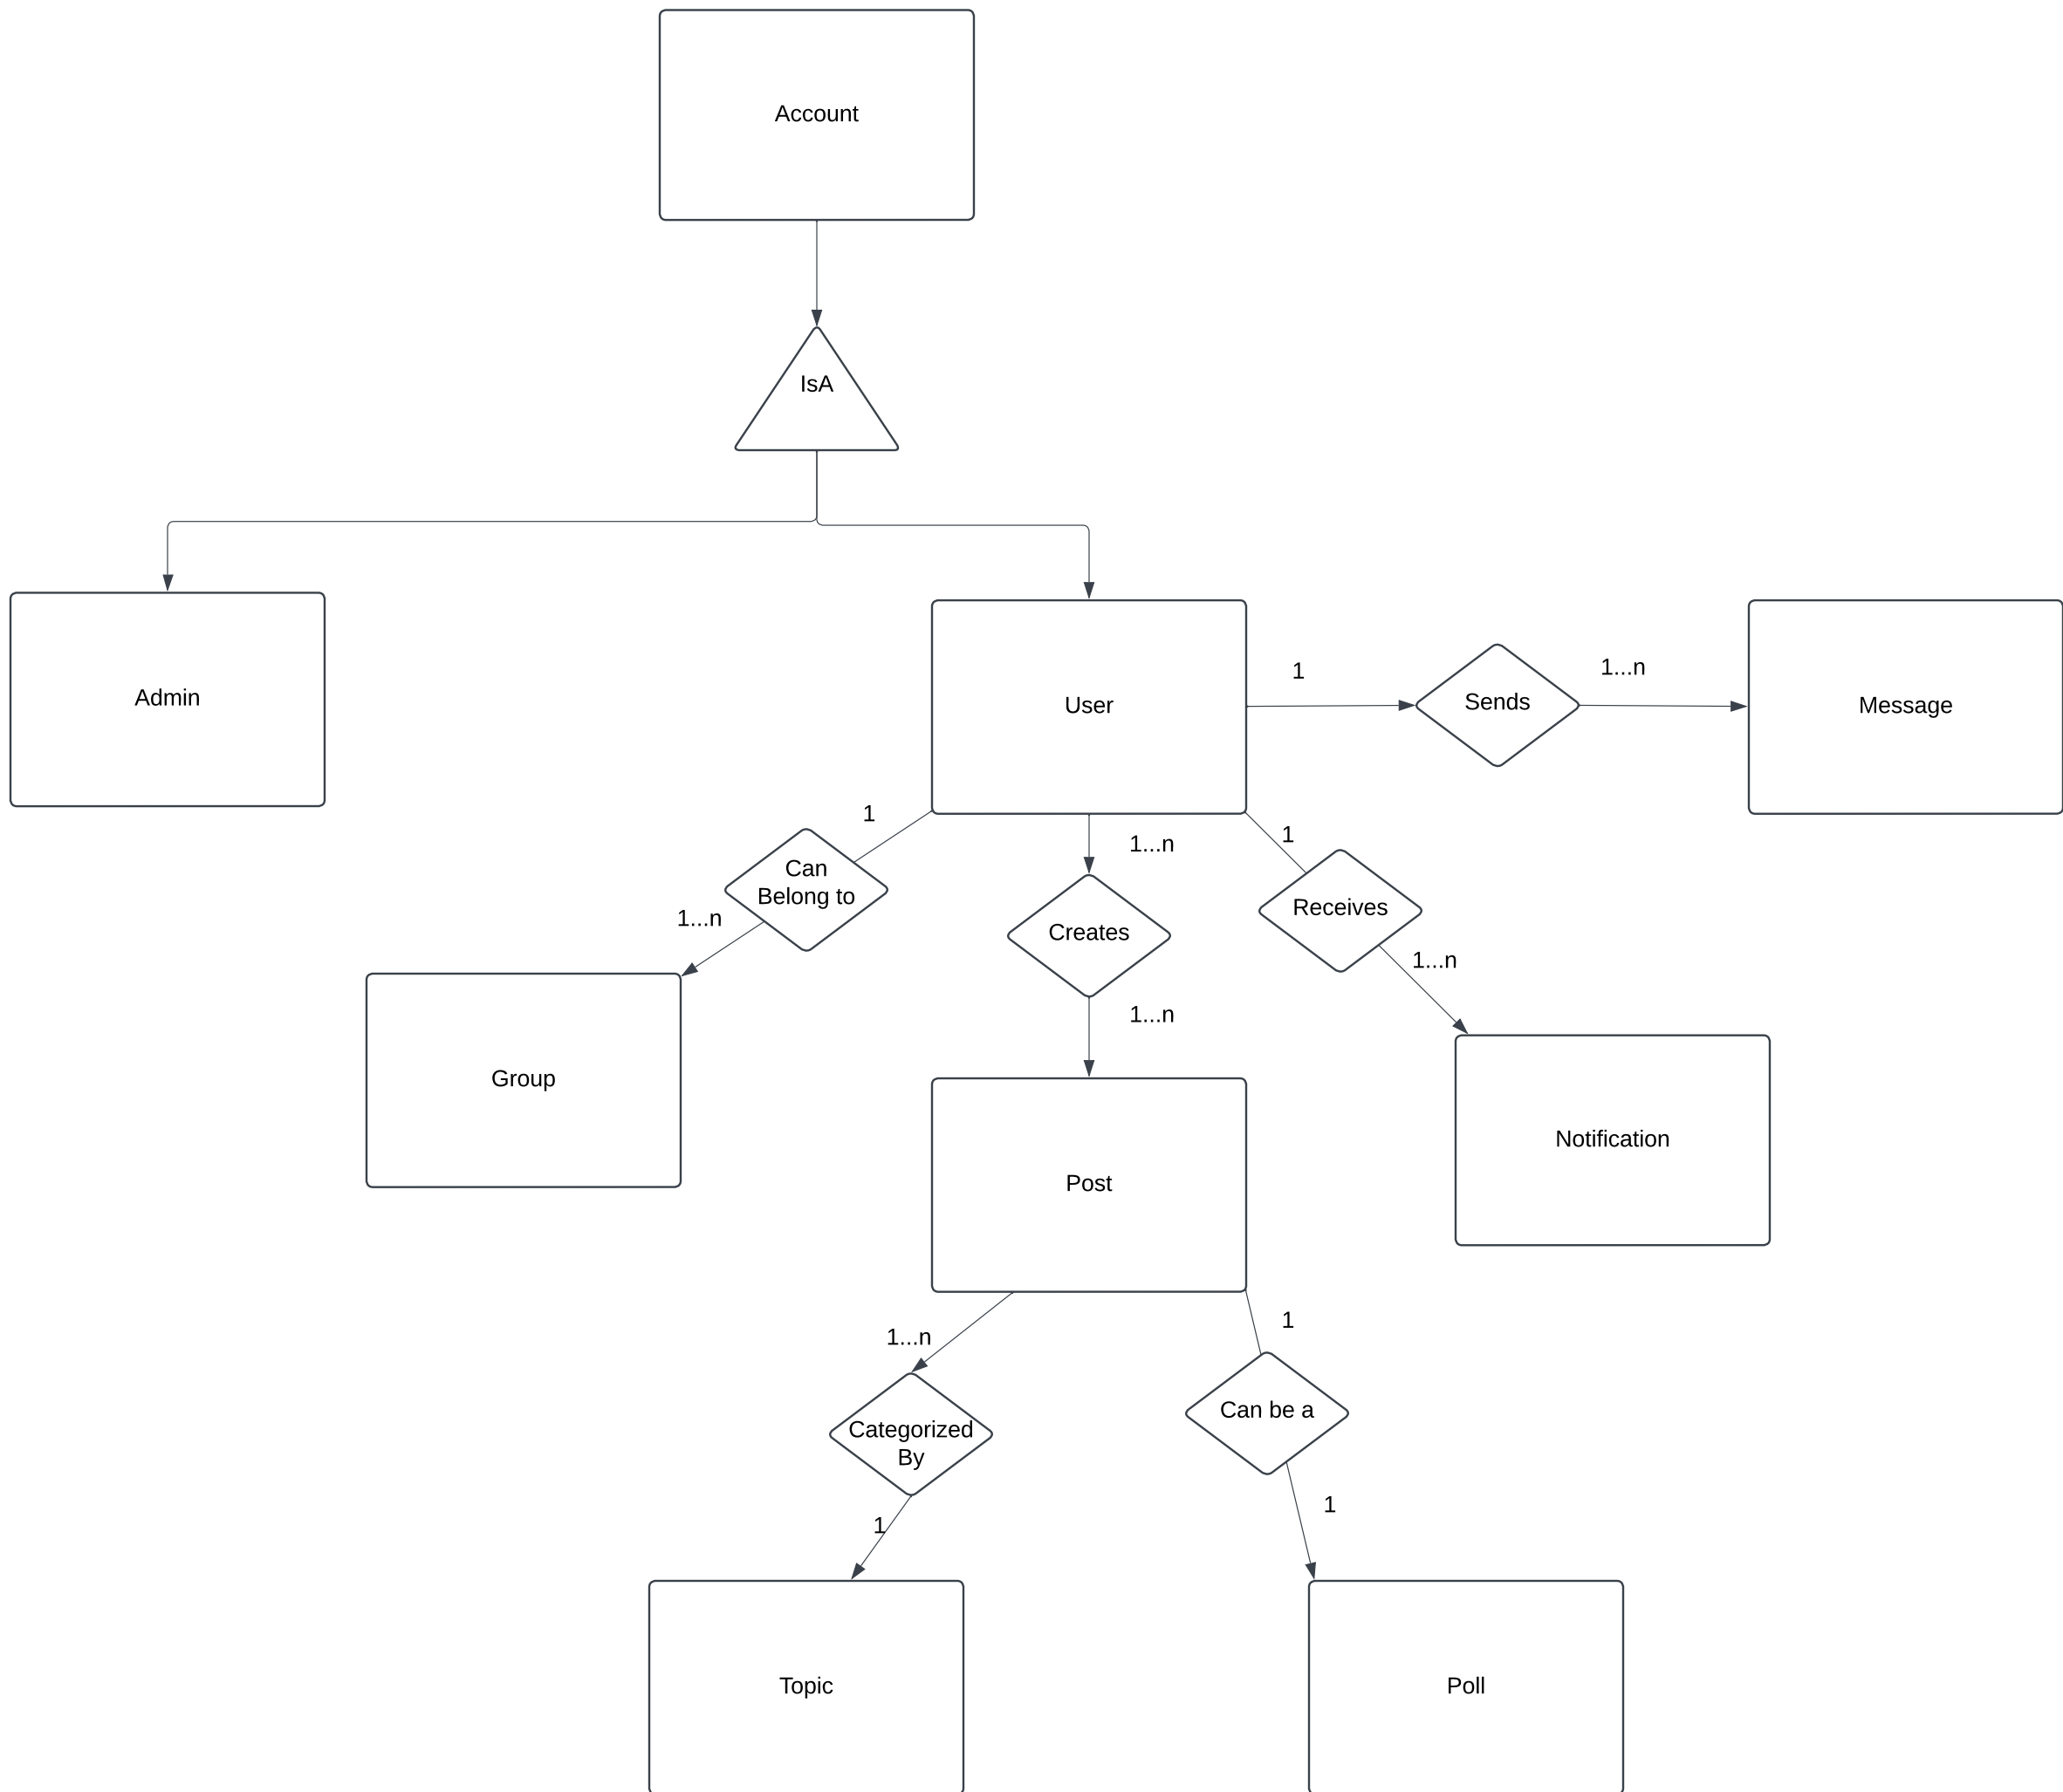 Account
IsA
Admin
User
1
Sends
1...n
Message
1
Can
Belong to
1...n
Group
1...n
Creates
1...n
1
Receives
1...n
Notification
Post
1...n
Categorized
By
1
Topic
1
Can be a
1
Poll